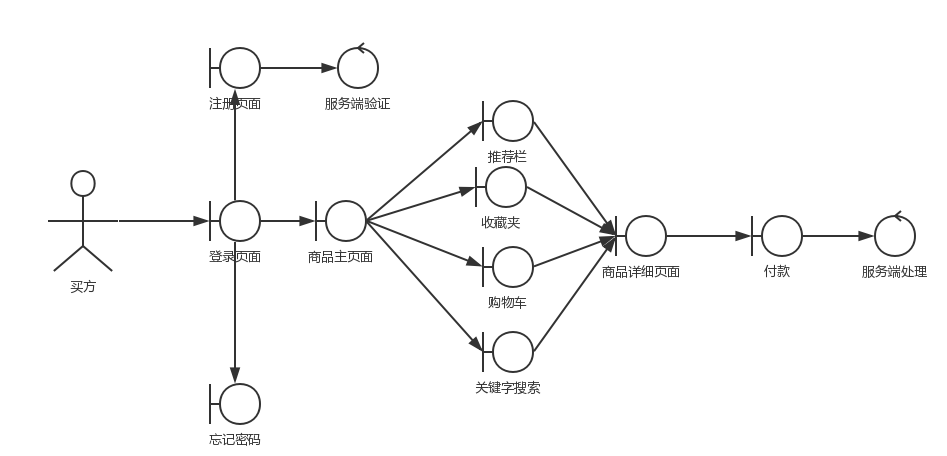 注册页面
服务端验证
推荐栏
收藏夹
买方
登录页面
商品主页面
商品详细页面
付款
服务端处理
购物车
关键字搜索
忘记密码